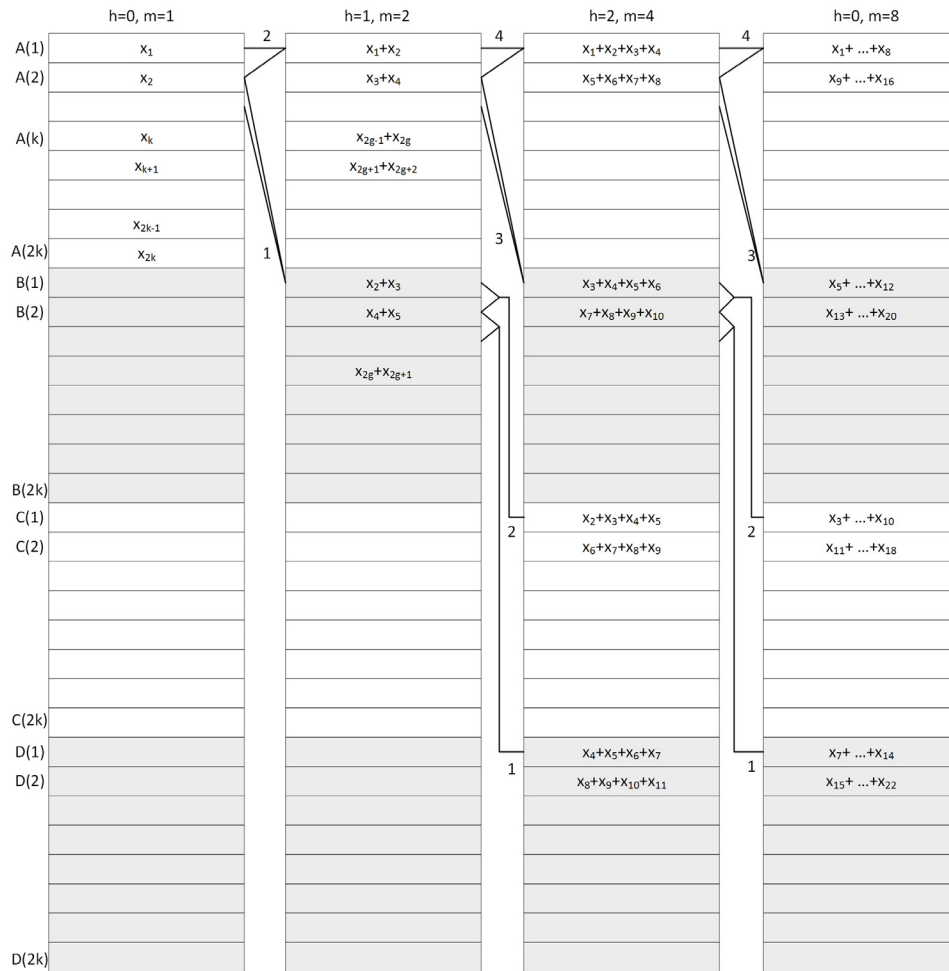 h=0, m=1 h=1, m=2 h=2, m=4 h=0, m=8
2 4 4
A(1) x₁ x₁+x₂ x₁+x₂+x₃+x₄ x₁+ ...+x₈
A(2) x₂ x₃+x₄ x₅+x₆+x₇+x₈ x₉+ ...+x₁₆
A(k) xₖ x₂g₋₁+x₂g
xₖ₊₁ x₂g₊₁+x₂g₊₂
x₂ₖ₋₁
3
A(2k) x₂ₖ 1 3
B(1) x₂+x₃ x₃+x₄+x₅+x₆ x₅+ ...+x₁₂
B(2) x₄+x₅ x₇+x₈+x₉+x₁₀ x₁₃+ ...+x₂₀
x₂g+x₂g₊₁
B(2k)
C(1) x₂+x₃+x₄+x₅ x₃+ ...+x₁₀
2 2
C(2) x₆+x₇+x₈+x₉ x₁₁+ ...+x₁₈
C(2k)
D(1) x₄+x₅+x₆+x₇ x₇+ ...+x₁₄
1 1
D(2) x₈+x₉+x₁₀+x₁₁ x₁₅+ ...+x₂₂
D(2k)